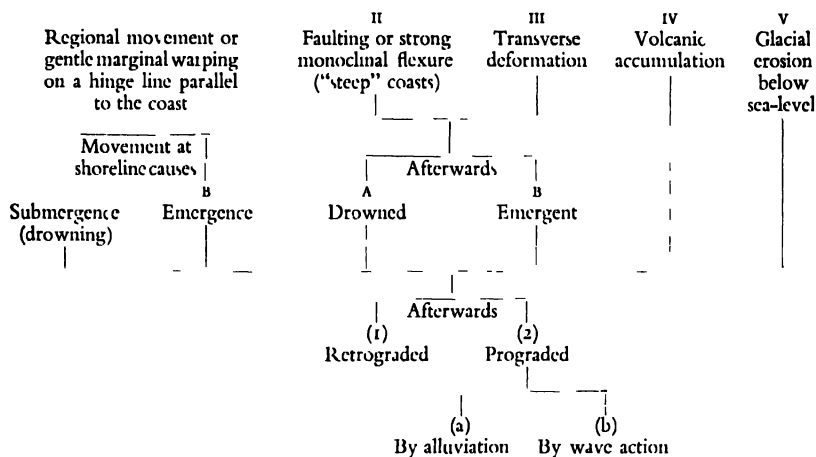 II
III
IV
V
Regional movement or
gentle marginal warping
on a hinge line parallel
to the coast
Faulting or strong
monoclinal flexure
("steep" coasts)
Transverse
deformation
Volcanic
accumulation
Glacial
erosion
below
sea-level
Movement at
shoreline causes
Afterwards
B
A
B
Submergence
(drowning)
Emergence
Drowned
Emergent
Afterwards
(1)
(2)
Retrograded
Prograded
(a)
(b)
By alluviation
By wave action